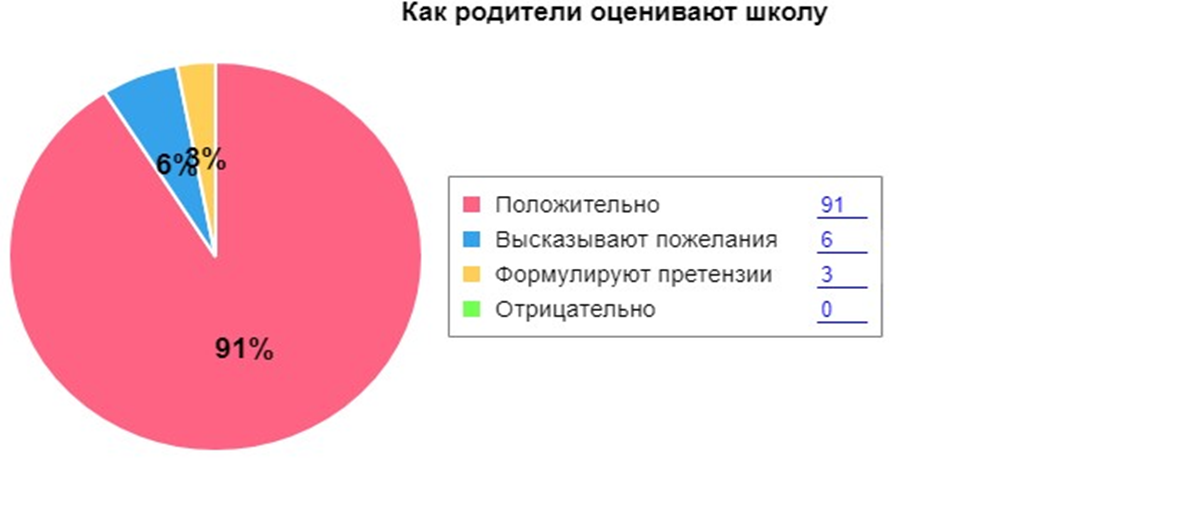 Как родители оценивают школу
6%
3%
Положительно 91
Высказывают пожелания 6
Формулируют претензии 3
Отрицательно 0
91%